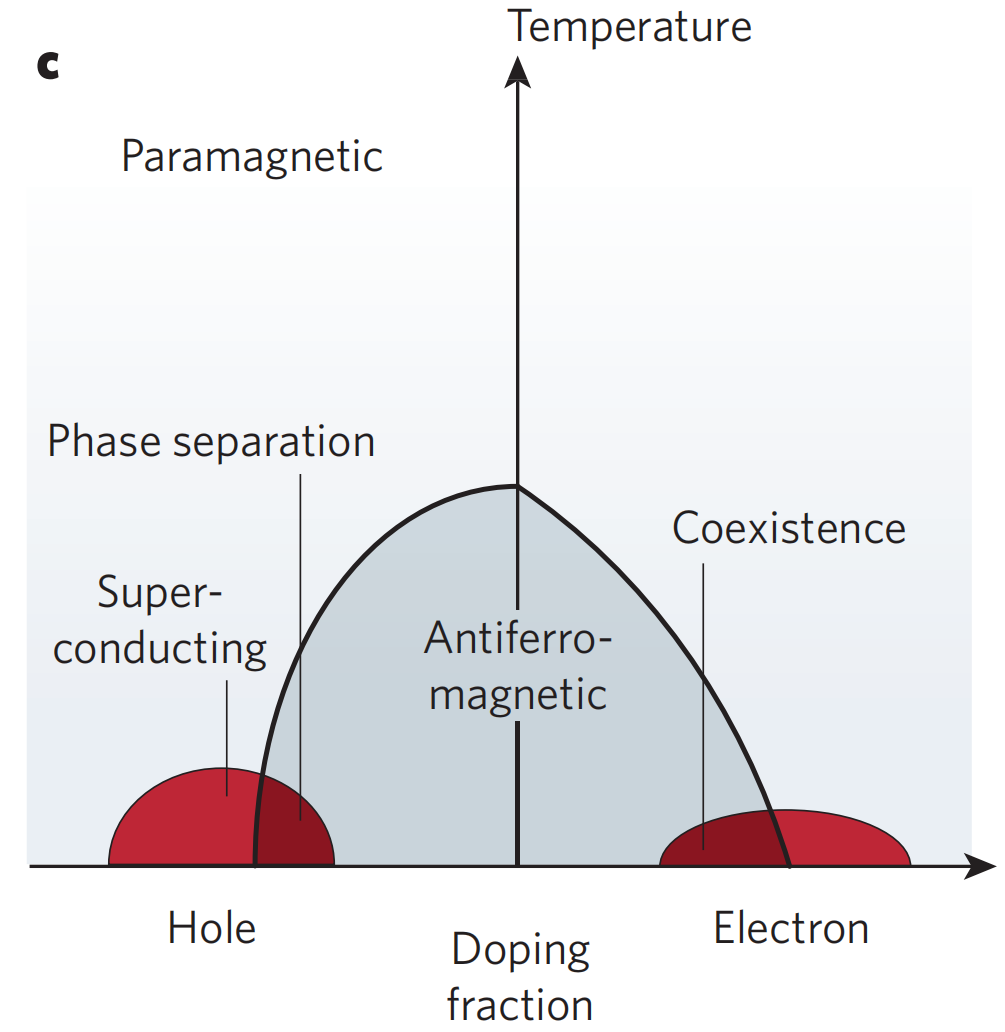 c
Temperature
Paramagnetic
Phase separation
Coexistence
Super-
conducting
Antiferro-
magnetic
Hole
Electron
Doping
fraction